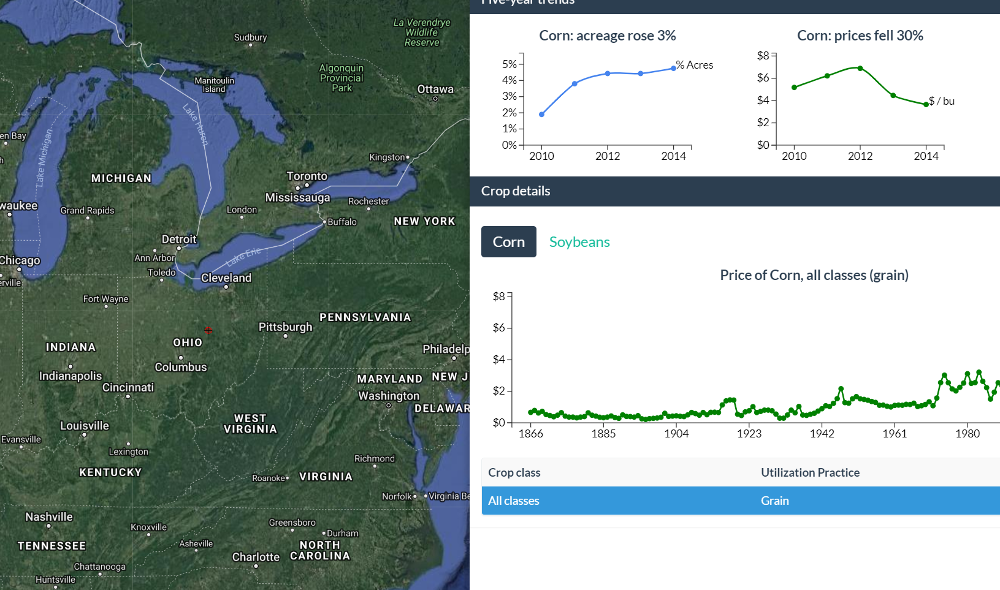 La Verendrye
Wildlife
Reserve
Sudbury
Algonquin
Provincial
Park
Manitoulin
Island
Ottawa
Lake Huron
en Bay
Lake Michigan
h
Kingston
MICHIGAN
Toronto
Mississauga
Rochester
waukee
Grand Rapids
London
Buffalo
NEW YORK
Detroit
Ann Arbor
Lake Erie
Chicago
Toledo
Cleveland
erville
Fort Wayne
PENNSYLVANIA
Pittsburgh
OHIO
INDIANA
Philadelp
Columbus
Indianapolis
MARYLAND
NEW J
Cincinnati
Washington
DELAWAR
WEST
VIRGINIA
Louisville
Evansville
Lexington
Richmond
KENTUCKY
Roanoke
VIRGINIA
Norfolk
Virginia Be
Nashville
Knoxville
Greensboro
Durham
TENNESSEE
Asheville
NORTH
CAROLINA
Charlotte
Chattanooga
Huntsville
Five-year trends
Corn: acreage rose 3%
5%
4%
3%
2%
1%
0%
% Acres
2010 2012 2014
Corn: prices fell 30%
$8
$6
$4
$2
$0
$ / bu
2010 2012 2014
Crop details
Corn Soybeans
Price of Corn, all classes (grain)
$8
$6
$4
$2
$0
1866 1885 1904 1923 1942 1961 1980
Crop class Utilization Practice
All classes Grain